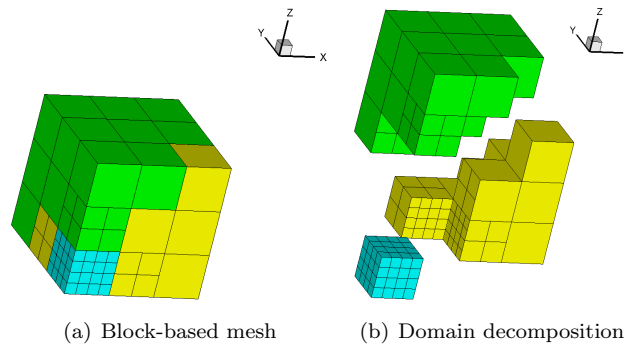 Z
Y
X
Z
Y
(a) Block-based mesh
(b) Domain decomposition